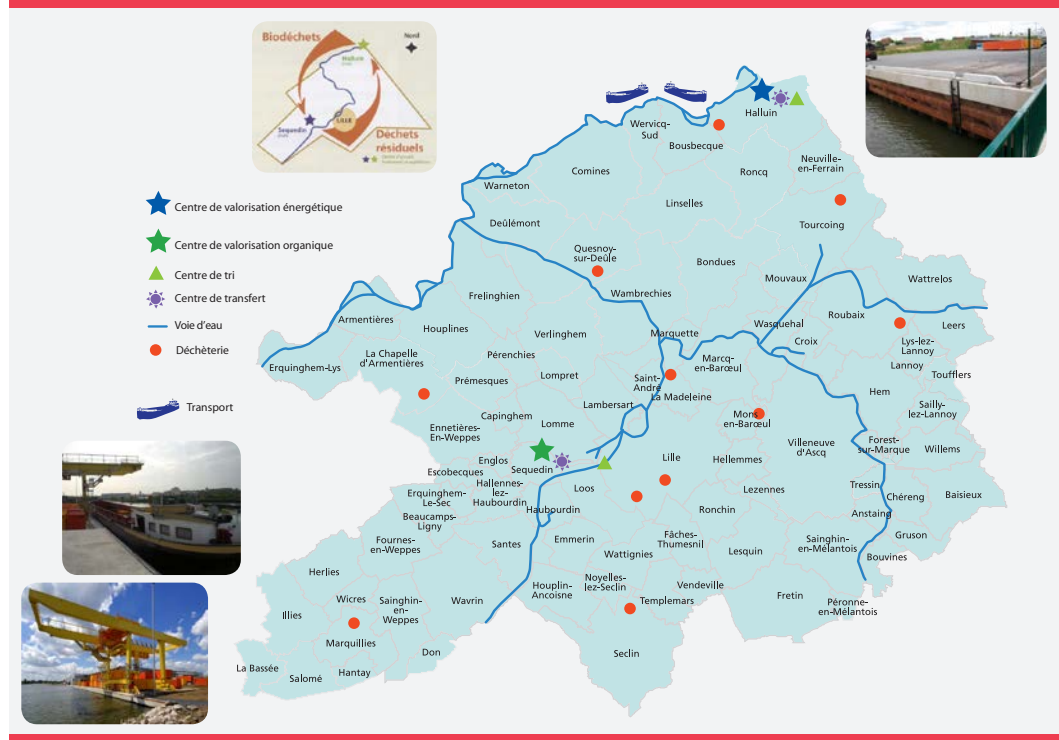 Biodéchets
Nord
Halluin
Sequedin
LILLE
Déchets
résiduels
Centre de valorisation énergétique
Centre de valorisation organique
Centre de tri
Centre de transfert
Voie d'eau
Déchèterie
Transport
Halluin
Wervicq-
Sud
Bousbecque
Neuville-
en-Ferrain
Roncq
Comines
Warneton
Linselles
Deûlémont
Tourcoing
Quesnoy-
sur-Deûle
Bondues
Mouvaux
Wattrelos
Frelinghien
Wambrechies
Armentières
Houplines
Roubaix
Wasquehal
Leers
Verlinghem
Marquette
Croix
Lys-lez-
Lannoy
La Chapelle
d'Armentières
Pérenchies
Marcq-
en-Barœul
Lannoy
Erquinghem-Lys
Toufflers
Prémesques
Lompret
Saint-
André
Hem
La Madeleine
Lambersart
Sailly-
lez-Lannoy
Capinghem
Lomme
Mons
en-Barœul
Ennetières-
En-Weppes
Villeneuve
d'Ascq
Forest-
sur-Marque
Willems
Englos
Sequedin
Lille
Hellemmes
Escobecques
Hallennes-
lez-
Haubourdin
Loos
Lezennes
Tressin
Chéreng
Baisieux
Erquinghem-
Le-Sec
Haubourdin
Ronchin
Anstaing
Beaucamps-
Ligny
Gruson
Fournes-
en-Weppes
Santes
Emmerin
Fâches-
Thumesnil
Sainghin-
en-Mélantois
Wattignies
Lesquin
Bouvines
Herlies
Houplin-
Ancoisne
Noyelles-
lez-Seclin
Vendeville
Wicres
Sainghin-
en-
Weppes
Wavrin
Templemars
Fretin
Péronne-
en-Mélantois
Illies
Marquillies
Don
Seclin
La Bassée
Salomé
Hantay